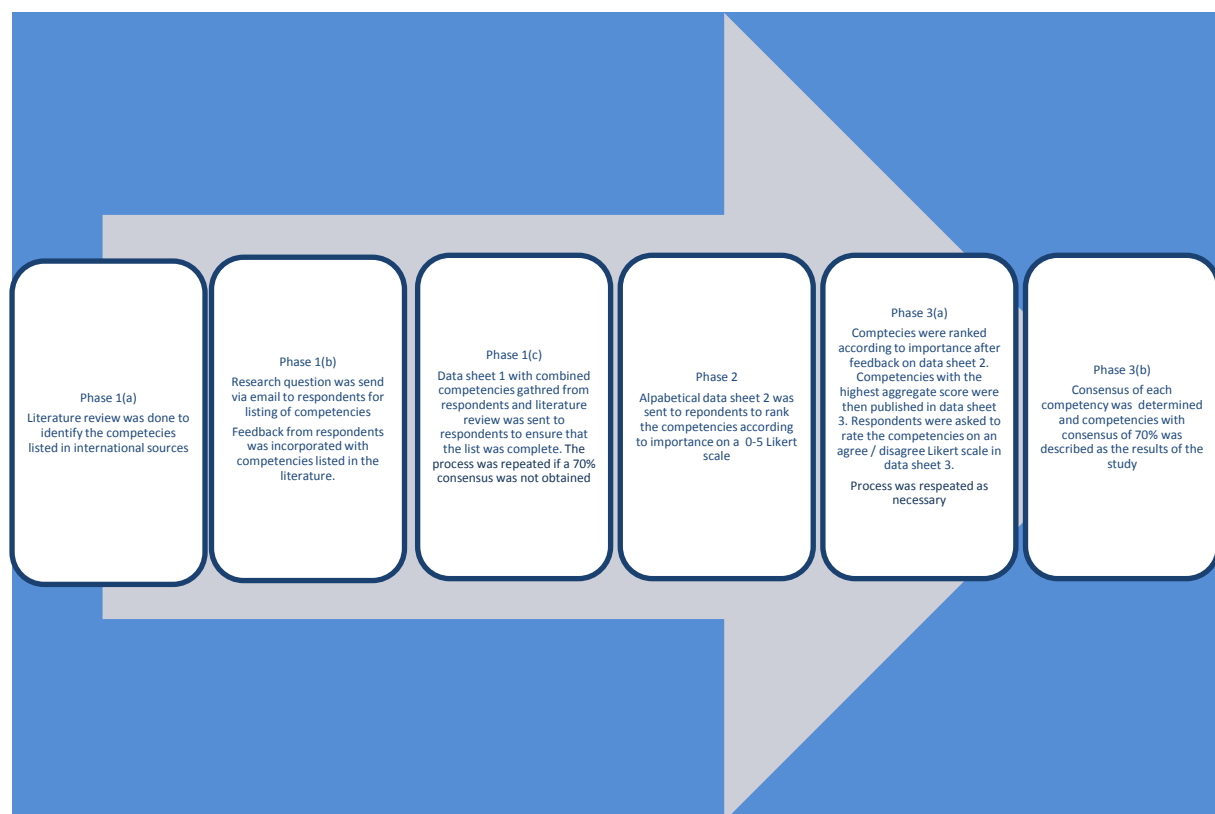 Phase 1(a)
Literature review was done to
identify the competecies
listed in international sources
Phase 1(b)
Research question was send
via email to respondents for
listing of competencies
Feedback from respondents
was incorporated with
competencies listed in the
literature.
Phase 1(c)
Data sheet 1 with combined
competencies gathred from
respondents and literature
review was sent to
respondents to ensure that
the list was complete. The
process was repeated if a 70%
consensus was not obtained
Phase 2
Alpabetical data sheet 2 was
sent to repondents to rank
the competencies according
to importance on a 0-5 Likert
scale
Phase 3(a)
Comptecies were ranked
according to importance after
feedback on data sheet 2.
Competencies with the
highest aggregate score were
then published in data sheet
3. Respondents were asked to
rate the competencies on an
agree / disagree Likert scale in
data sheet 3.
Process was respeated as
necessary
Phase 3(b)
Consensus of each
competency was determined
and competencies with
consensus of 70% was
described as the results of the
study